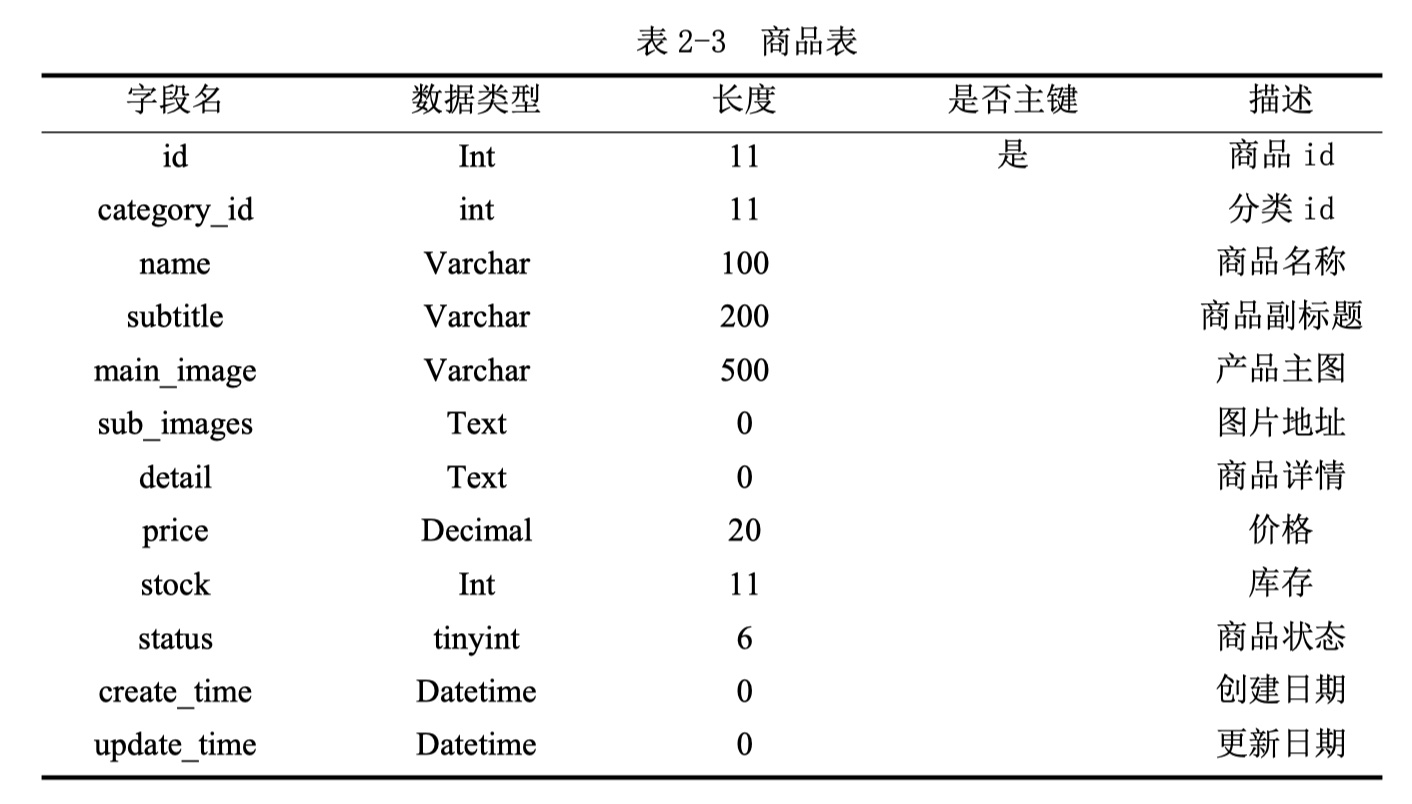 表 2-3 商品表
字段名 数据类型 长度 是否主键 描述
id Int 11 是 商品 id
category_id int 11 分类 id
name Varchar 100 商品名称
subtitle Varchar 200 商品副标题
main_image Varchar 500 产品主图
sub_images Text 0 图片地址
detail Text 0 商品详情
price Decimal 20 价格
stock Int 11 库存
status tinyint 6 商品状态
create_time Datetime 0 创建日期
update_time Datetime 0 更新日期